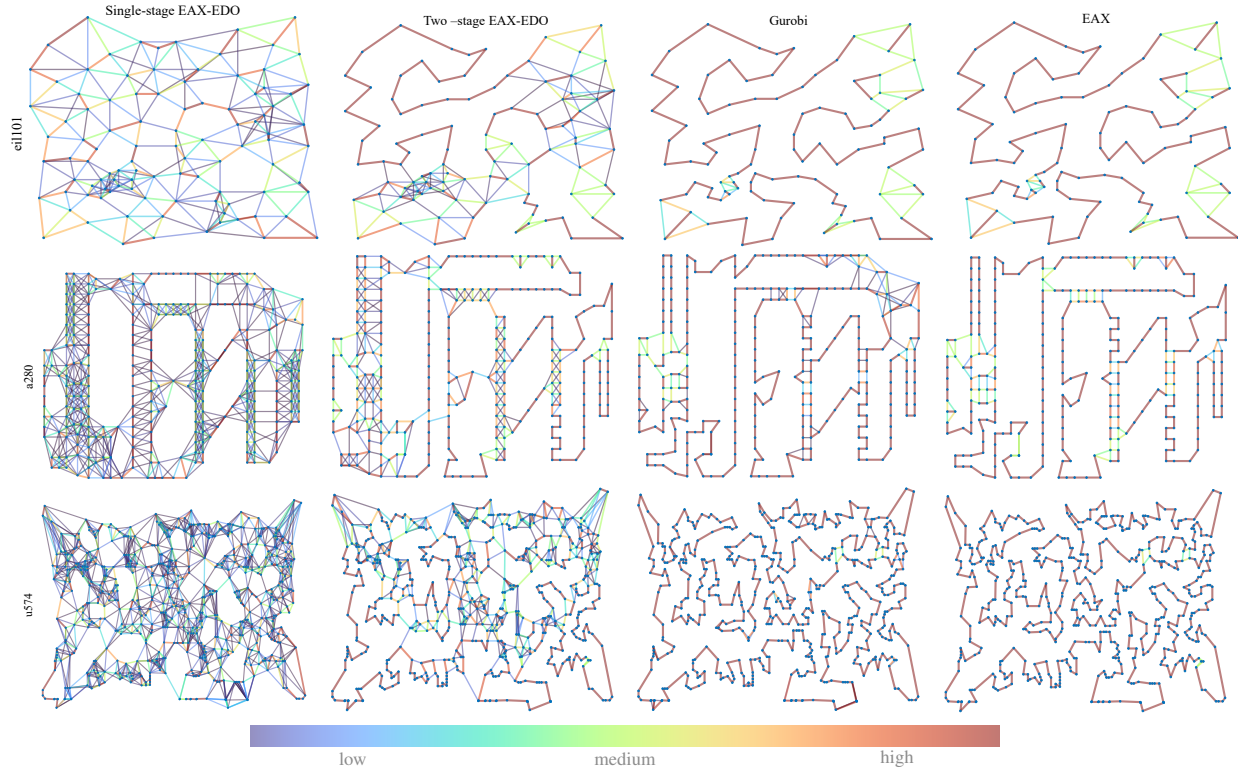 Single-stage EAX-EDO
Two –stage EAX-EDO
Gurobi
EAX
eil101
a280
u574
low
medium
high